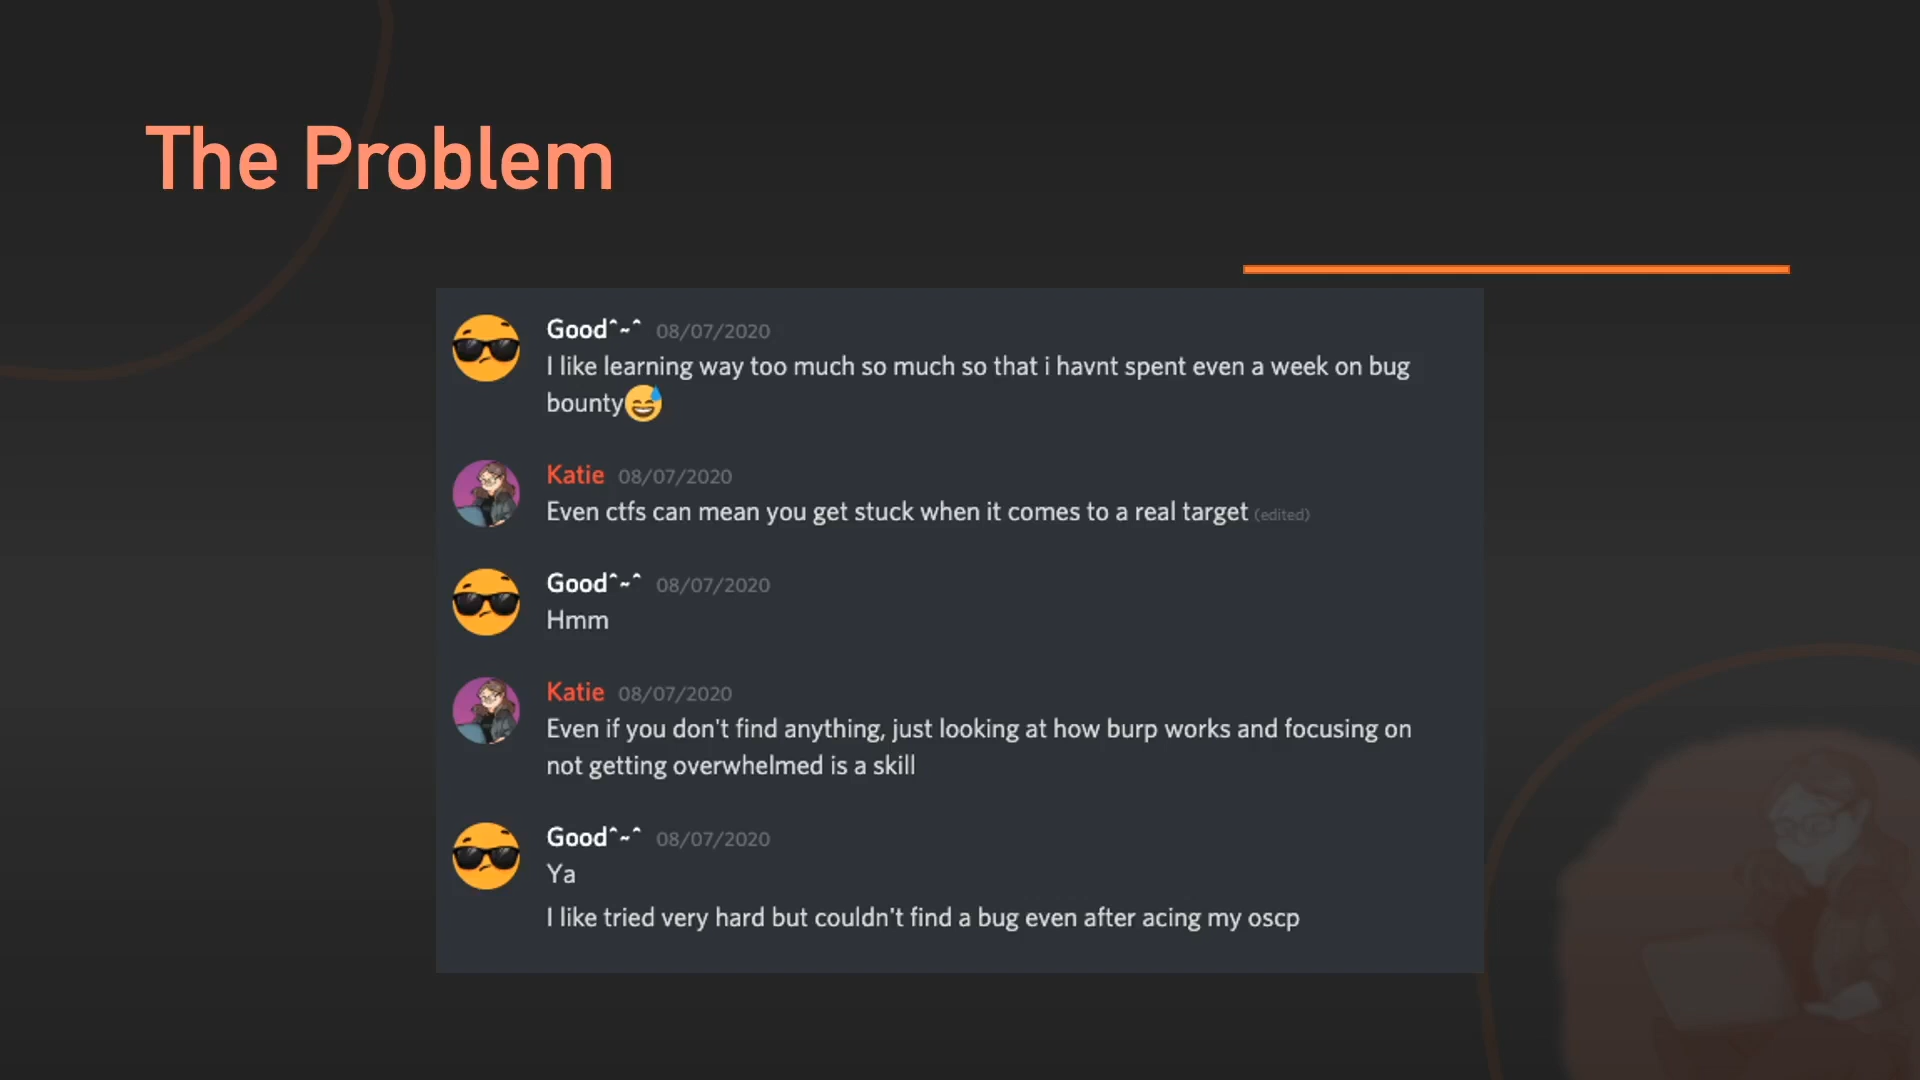 The Problem
Good^~^ 08/07/2020
I like learning way too much so much so that i havnt spent even a week on bug
bounty😅
Katie 08/07/2020
Even ctfs can mean you get stuck when it comes to a real target (edited)
Good^~^ 08/07/2020
Hmm
Katie 08/07/2020
Even if you don't find anything, just looking at how burp works and focusing on
not getting overwhelmed is a skill
Good^~^ 08/07/2020
Ya
I like tried very hard but couldn't find a bug even after acing my oscp